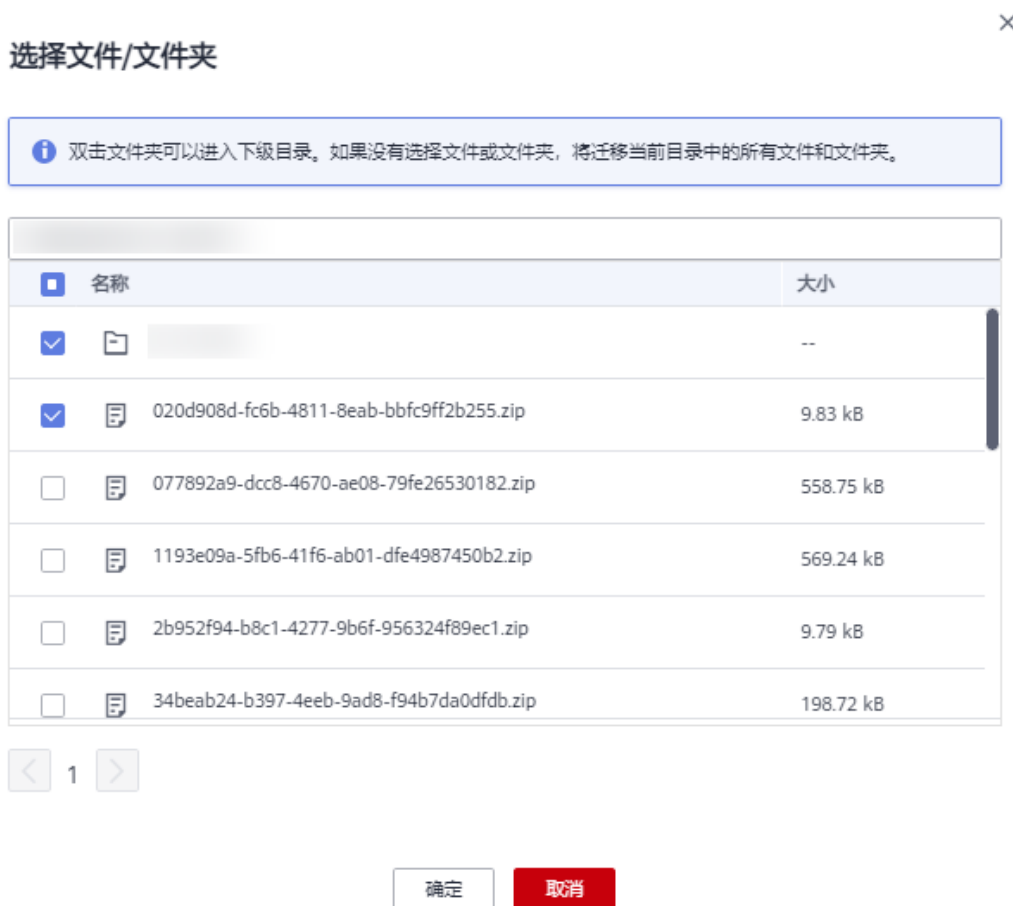 选择文件/文件夹
双击文件夹可以进入下级目录。如果没有选择文件或文件夹，将迁移当前目录中的所有文件和文件夹。
名称 大小
--
020d908d-fc6b-4811-8eab-bbfc9ff2b255.zip 9.83 kB
077892a9-dcc8-4670-ae08-79fe26530182.zip 558.75 kB
1193e09a-5fb6-41f6-ab01-dfe4987450b2.zip 569.24 kB
2b952f94-b8c1-4277-9b6f-956324f89ec1.zip 9.79 kB
34beab24-b397-4eeb-9ad8-f94b7da0dfdb.zip 198.72 kB
1
确定 取消